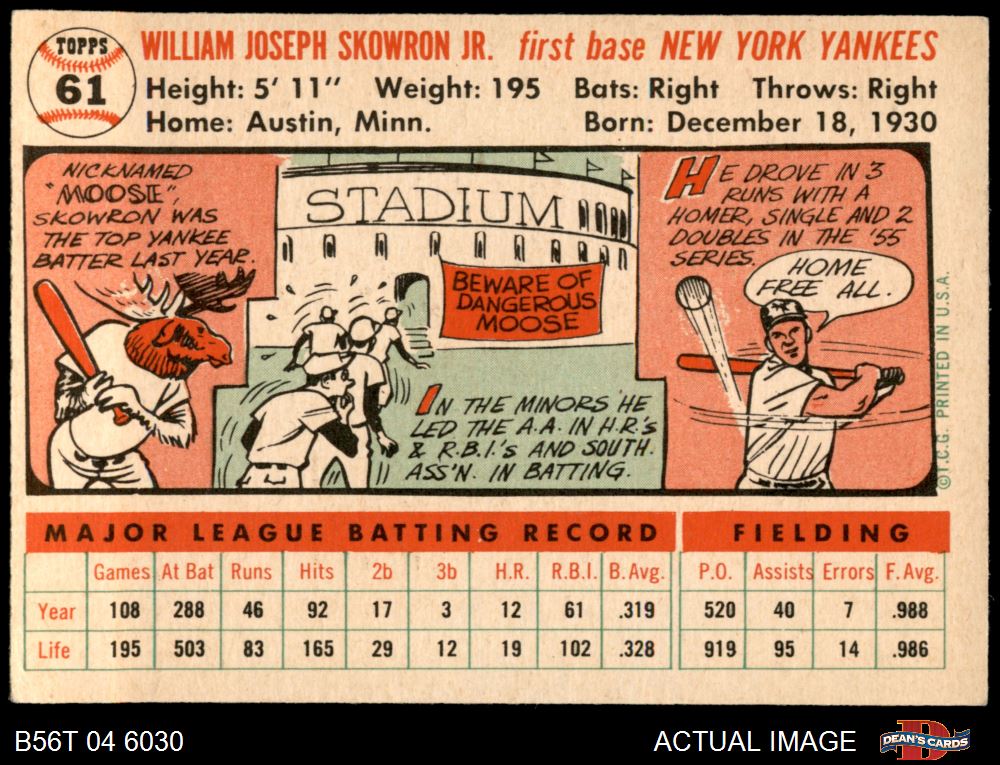 TOPPS
61
WILLIAM JOSEPH SKOWRON JR. first base NEW YORK YANKEES
Height: 5' 11" Weight: 195 Bats: Right Throws: Right
Home: Austin, Minn. Born: December 18, 1930
NICKNAMED
"MOOSE",
SKOWRON WAS
THE TOP YANKEE
BATTER LAST YEAR.
STADIUM
BEWARE OF
DANGEROUS
MOOSE
IN THE MINORS HE
LED THE A.A. IN H.R.'s
& R.B.I.'s AND SOUTH.
ASS'N. IN BATTING.
HE DROVE IN 3
RUNS WITH A
HOMER, SINGLE AND 2
DOUBLES IN THE '55
SERIES.
HOME
FREE ALL.
©T.C.G. PRINTED IN U.S.A.
MAJOR LEAGUE BATTING RECORD FIELDING
Games At Bat Runs Hits 2b 3b H.R. R.B.I. B. Avg. P.O. Assists Errors F. Avg.
Year 108 288 46 92 17 3 12 61 .319 520 40 7 .988
Life 195 503 83 165 29 12 19 102 .328 919 95 14 .986
B56T 04 6030 ACTUAL IMAGE DEAN'S CARDS